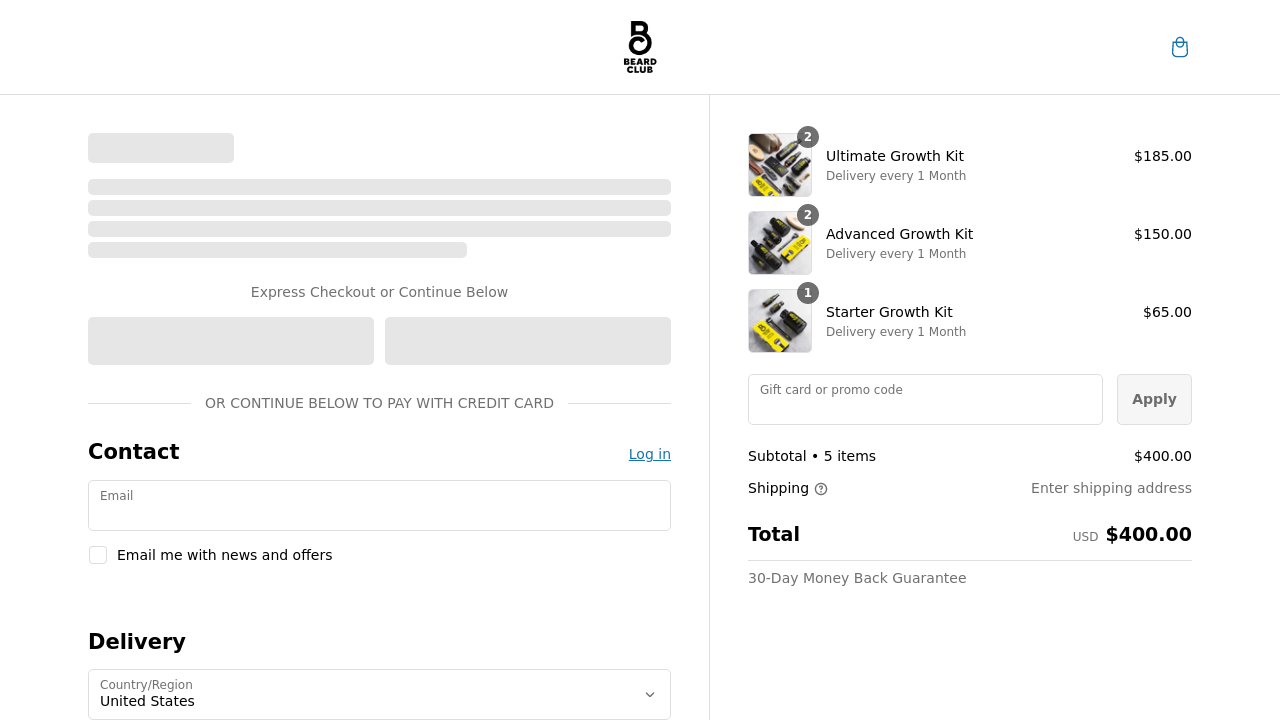 BEARD
CLUB
Express Checkout or Continue Below
OR CONTINUE BELOW TO PAY WITH CREDIT CARD
Contact
Log in
Email
Email me with news and offers
Delivery
Country/Region
United States
2
Ultimate Growth Kit
$185.00
Delivery every 1 Month
2
Advanced Growth Kit
$150.00
Delivery every 1 Month
1
Starter Growth Kit
$65.00
Delivery every 1 Month
Gift card or promo code
Apply
Subtotal • 5 items
$400.00
Shipping
Enter shipping address
Total
USD $400.00
30-Day Money Back Guarantee